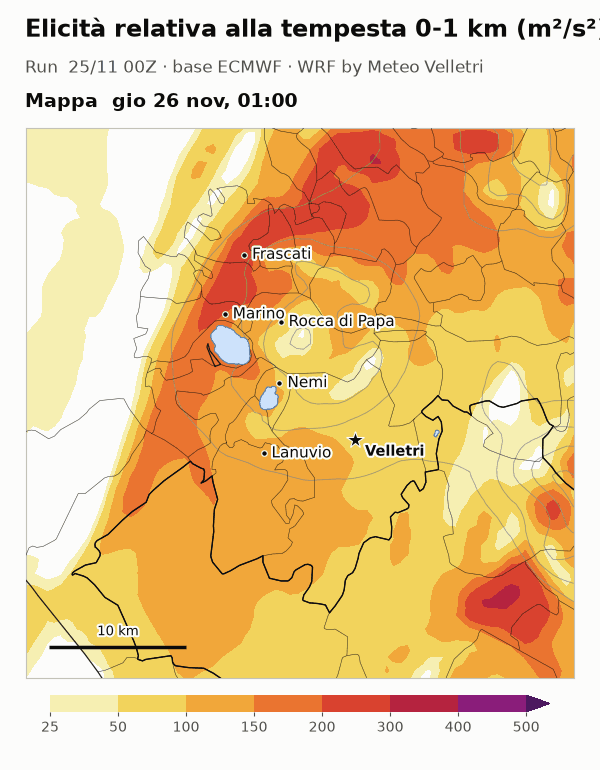 Elicità relativa alla tempesta 0-1 km (m²/s²)
Run 25/11 00Z · base ECMWF · WRF by Meteo Velletri
Mappa gio 26 nov, 01:00
Frascati
Marino
Rocca di Papa
Nemi
Velletri
Lanuvio
10 km
25 50 100 150 200 300 400 500